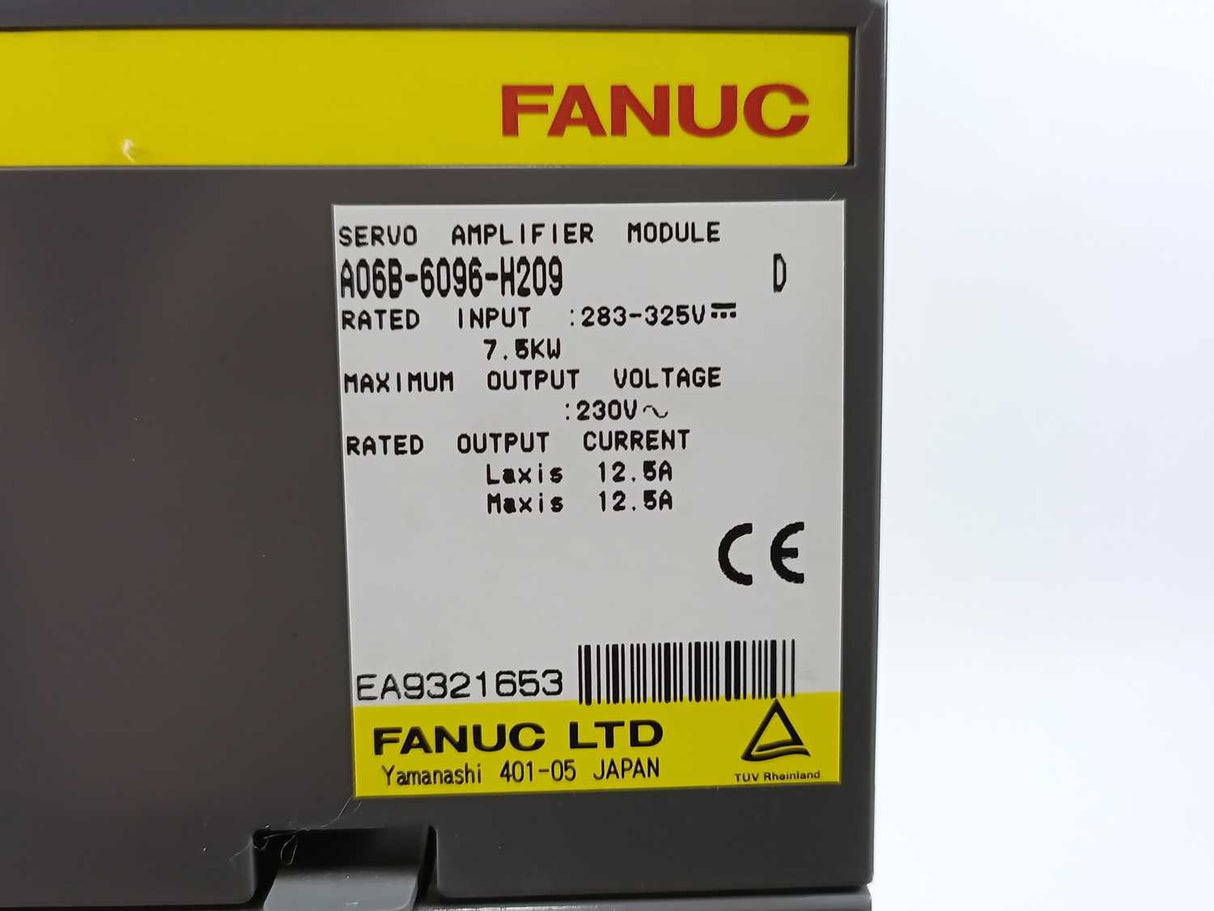 FANUC
SERVO AMPLIFIER MODULE
A06B-6096-H209 D
RATED INPUT :283-325V⎓
7.5KW
MAXIMUM OUTPUT VOLTAGE
:230V~
RATED OUTPUT CURRENT
Laxis 12.5A
Maxis 12.5A
CE
EA9321653
FANUC LTD
Yamanashi 401-05 JAPAN
TÜV Rheinland